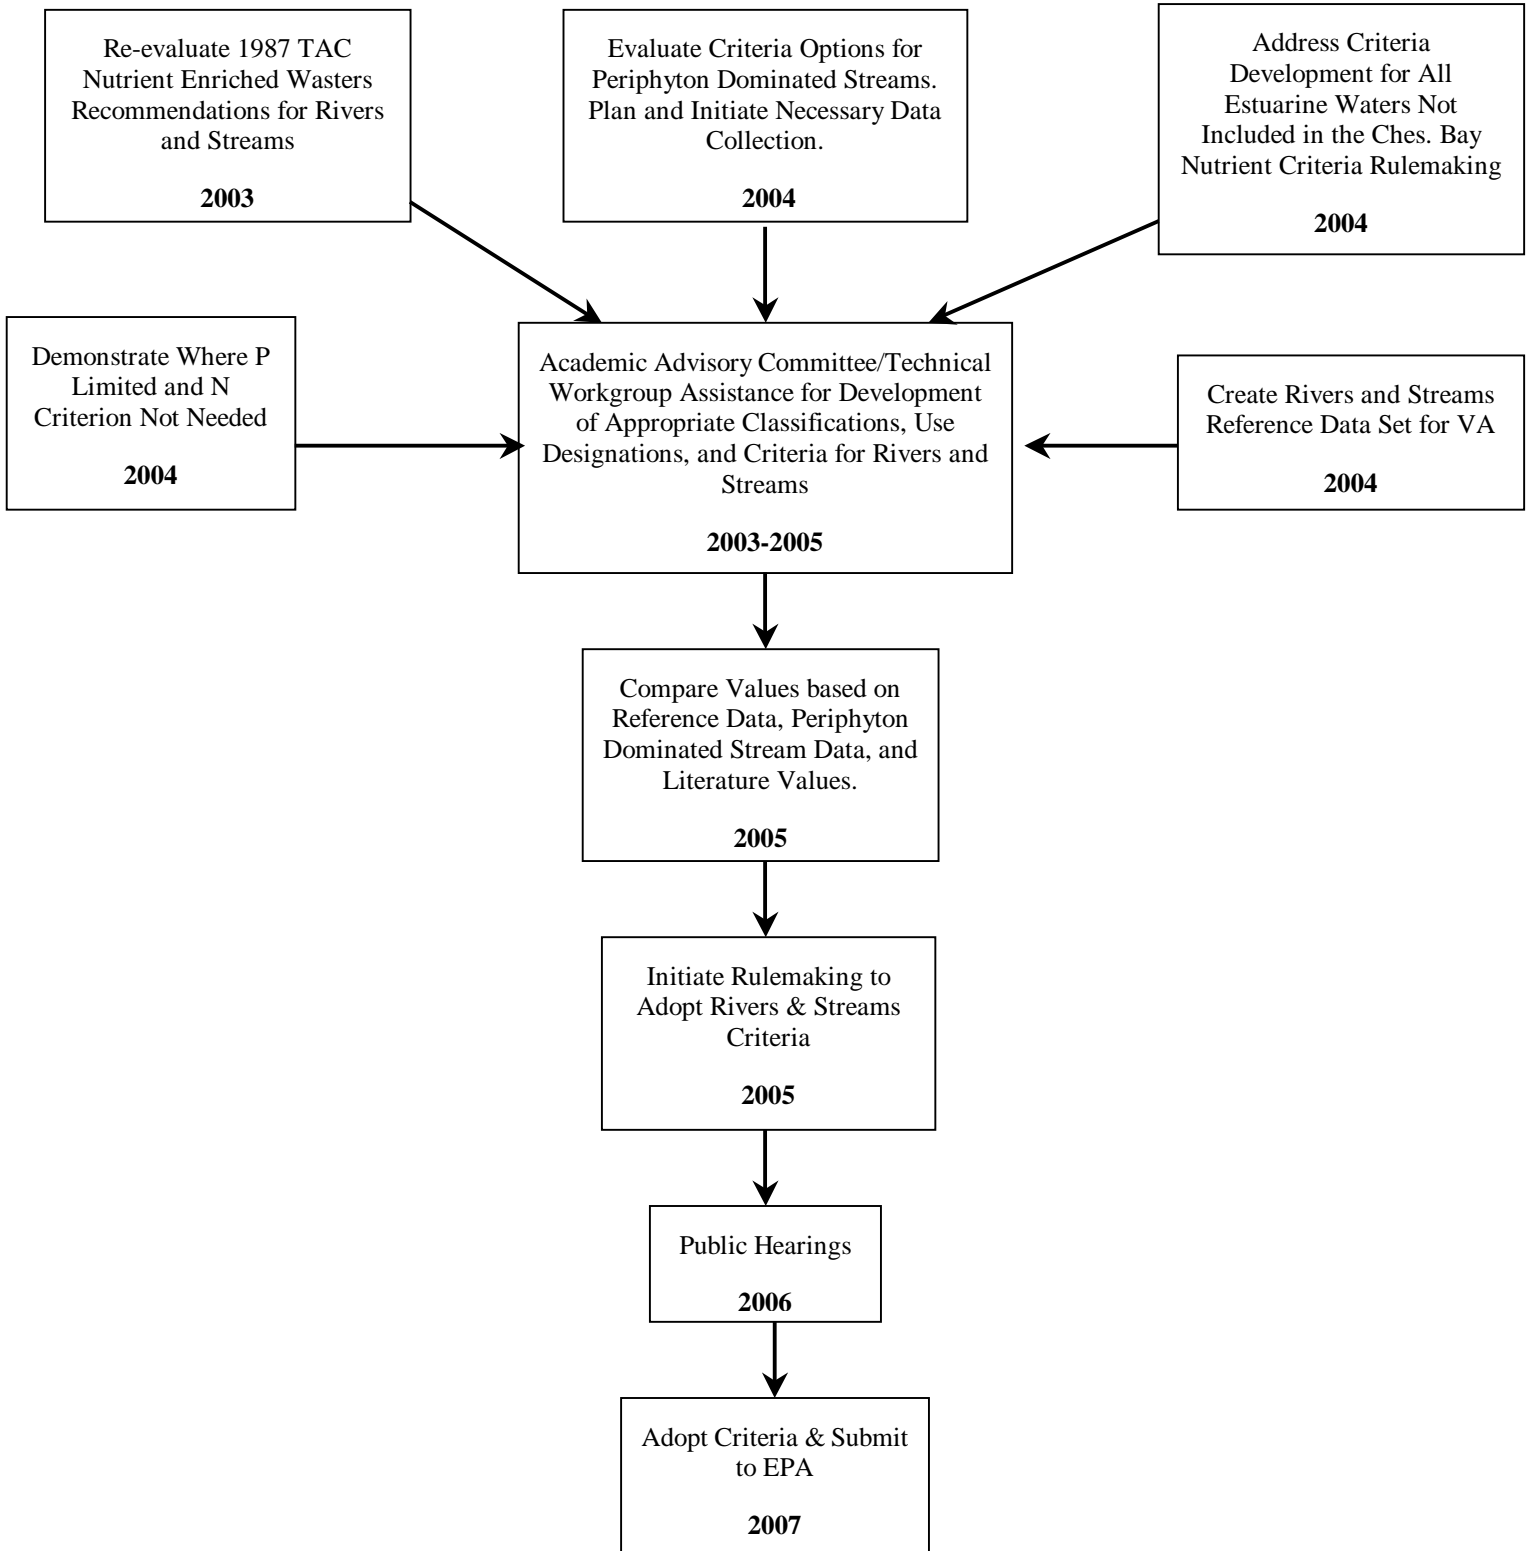 Re-evaluate 1987 TAC
Nutrient Enriched Wasters
Recommendations for Rivers
and Streams
2003
Evaluate Criteria Options for
Periphyton Dominated Streams.
Plan and Initiate Necessary Data
Collection.
2004
Address Criteria
Development for All
Estuarine Waters Not
Included in the Ches. Bay
Nutrient Criteria Rulemaking
2004
Demonstrate Where P
Limited and N
Criterion Not Needed
2004
Academic Advisory Committee/Technical
Workgroup Assistance for Development
of Appropriate Classifications, Use
Designations, and Criteria for Rivers and
Streams
2003-2005
Create Rivers and Streams
Reference Data Set for VA
2004
Compare Values based on
Reference Data, Periphyton
Dominated Stream Data, and
Literature Values.
2005
Initiate Rulemaking to
Adopt Rivers & Streams
Criteria
2005
Public Hearings
2006
Adopt Criteria & Submit
to EPA
2007